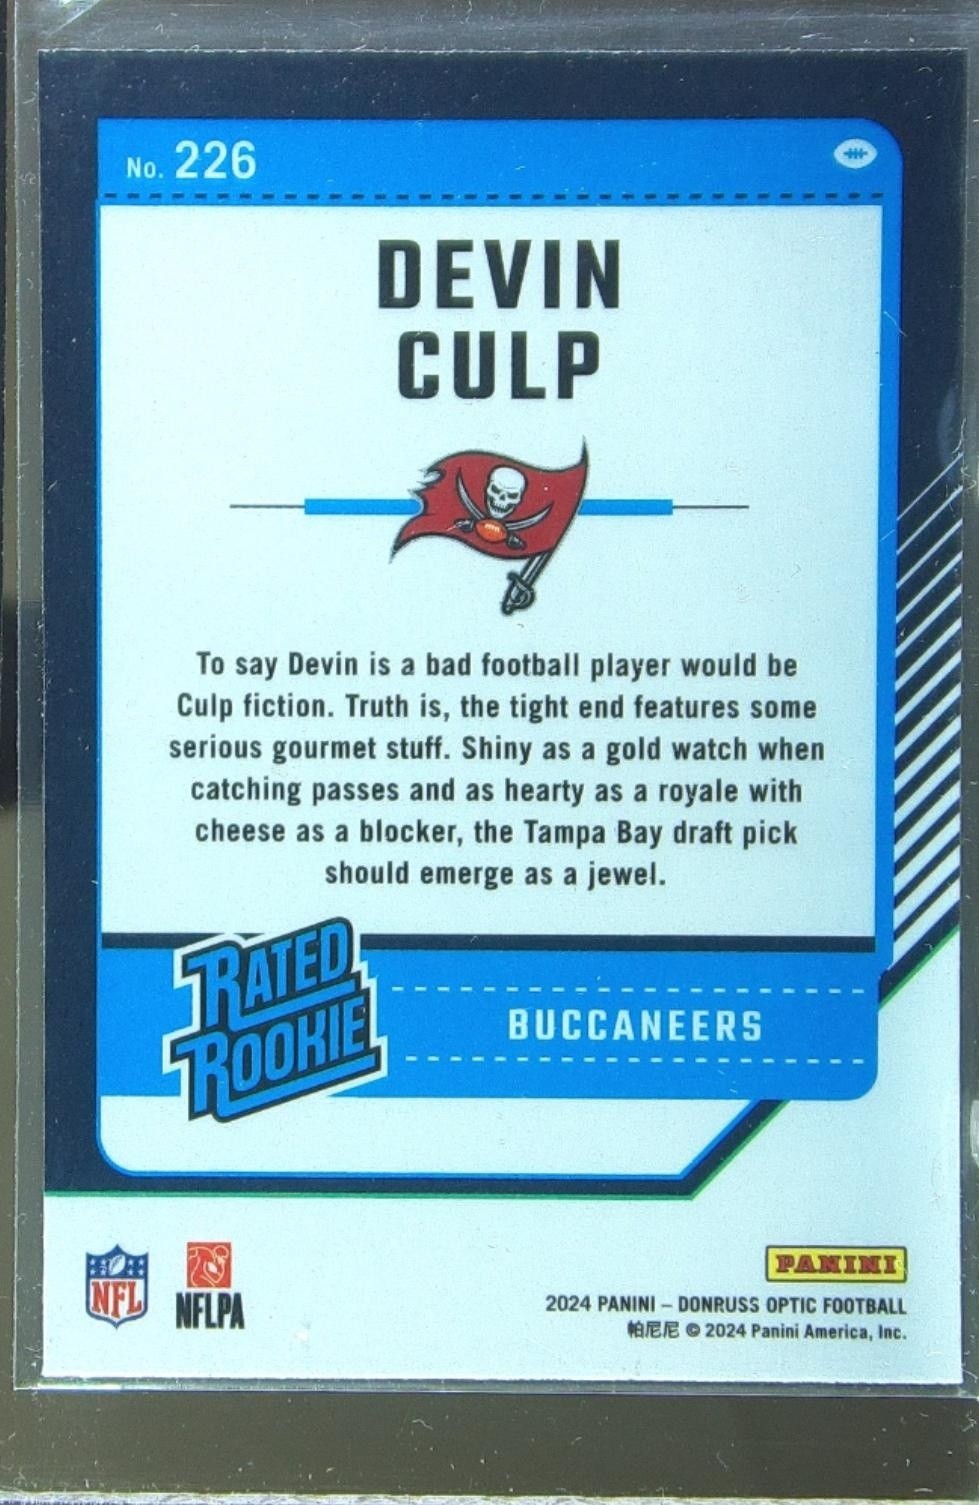 No. 226
DEVIN
CULP
To say Devin is a bad football player would be
Culp fiction. Truth is, the tight end features some
serious gourmet stuff. Shiny as a gold watch when
catching passes and as hearty as a royale with
cheese as a blocker, the Tampa Bay draft pick
should emerge as a jewel.
RATED
ROOKIE
BUCCANEERS
NFL
NFLPA
PANINI
2024 PANINI – DONRUSS OPTIC FOOTBALL
帕尼尼 © 2024 Panini America, Inc.